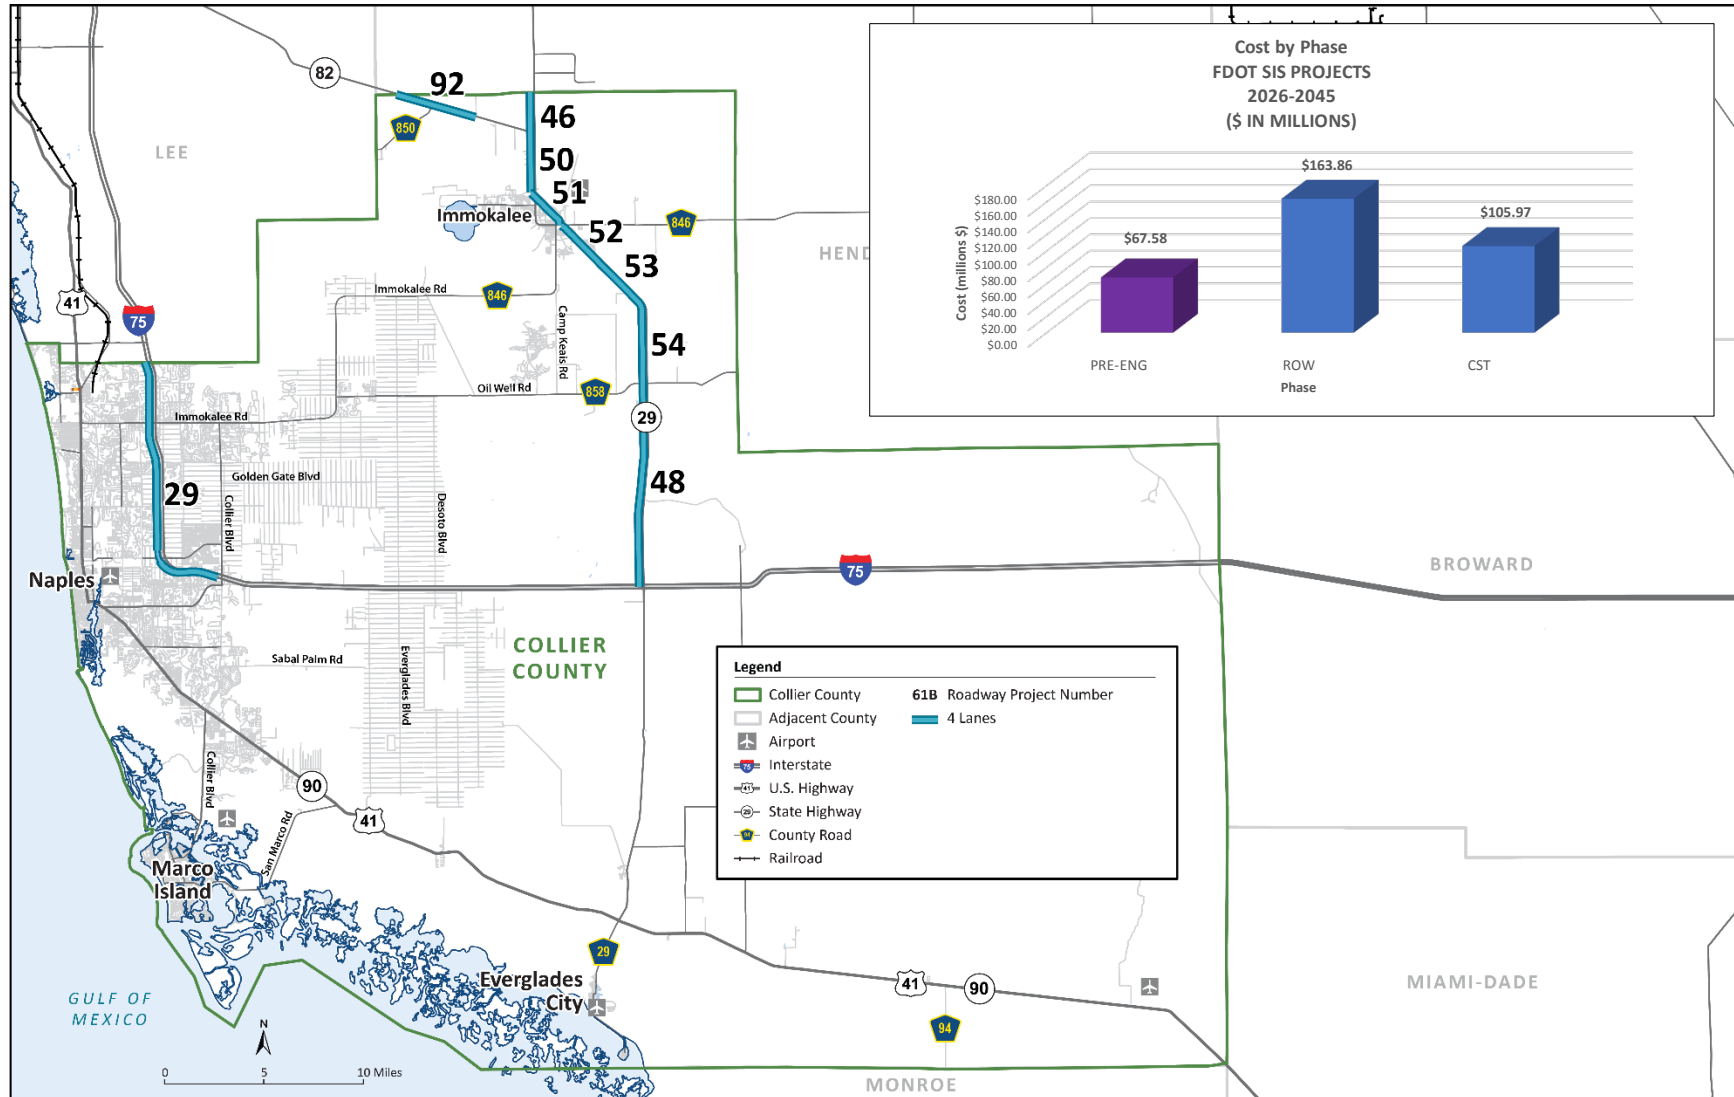 82
92
850
46
LEE
50
51
Immokalee
52
846
HEND
53
Immokalee Rd
846
41
75
Camp Keais Rd
54
Oil Well Rd
858
29
Immokalee Rd
Golden Gate Blvd
29
Collier Blvd
Desoto Blvd
48
Naples
75
BROWARD
COLLIER
COUNTY
Sabal Palm Rd
Everglades Blvd
Collier Blvd
90
41
San Marco Rd
Marco
Island
29
Everglades
City
41
90
94
GULF OF
MEXICO
N
0
5
10 Miles
MONROE
MIAMI-DADE
Cost by Phase
FDOT SIS PROJECTS
2026-2045
($ IN MILLIONS)
$163.86
$105.97
$67.58
Cost (millions $)
$180.00
$160.00
$140.00
$120.00
$100.00
$80.00
$60.00
$40.00
$20.00
$0.00
PRE-ENG
ROW
CST
Phase
Legend
Collier County
61B Roadway Project Number
Adjacent County
4 Lanes
Airport
75 Interstate
41 U.S. Highway
29 State Highway
94 County Road
Railroad